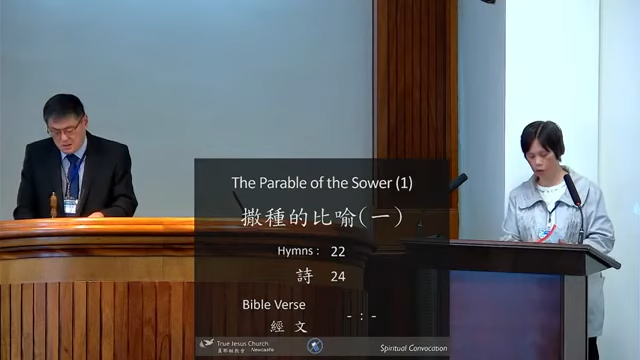 The Parable of the Sower (1)
撒種的比喻(一)
Hymns : 22
詩 24
Bible Verse
經 文
- : -
True Jesus Church
真耶穌教會 Newcastle
Spiritual Convocation